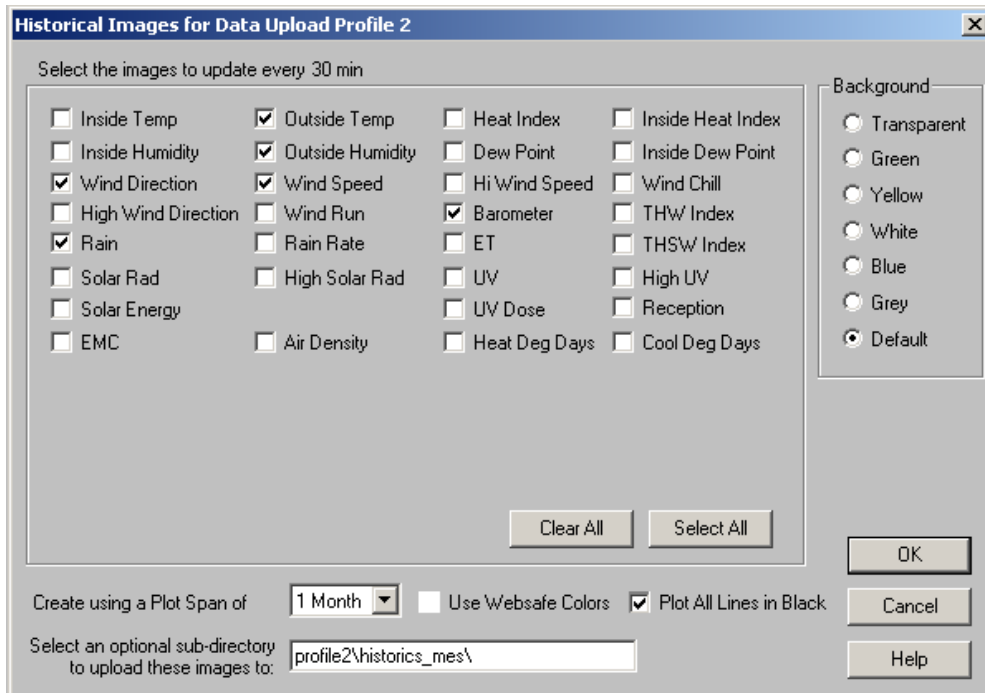 Historical Images for Data Upload Profile 2
Select the images to update every 30 min
Inside Temp Outside Temp Heat Index Inside Heat Index
Inside Humidity Outside Humidity Dew Point Inside Dew Point
Wind Direction Wind Speed Hi Wind Speed Wind Chill
High Wind Direction Wind Run Barometer THW Index
Rain Rain Rate ET THSW Index
Solar Rad High Solar Rad UV High UV
Solar Energy UV Dose Reception
EMC Air Density Heat Deg Days Cool Deg Days
Clear All Select All
Background
Transparent
Green
Yellow
White
Blue
Grey
Default
OK
Create using a Plot Span of 1 Month Use Websafe Colors Plot All Lines in Black
Cancel
Select an optional sub-directory
to upload these images to: profile2\historics_mes\
Help